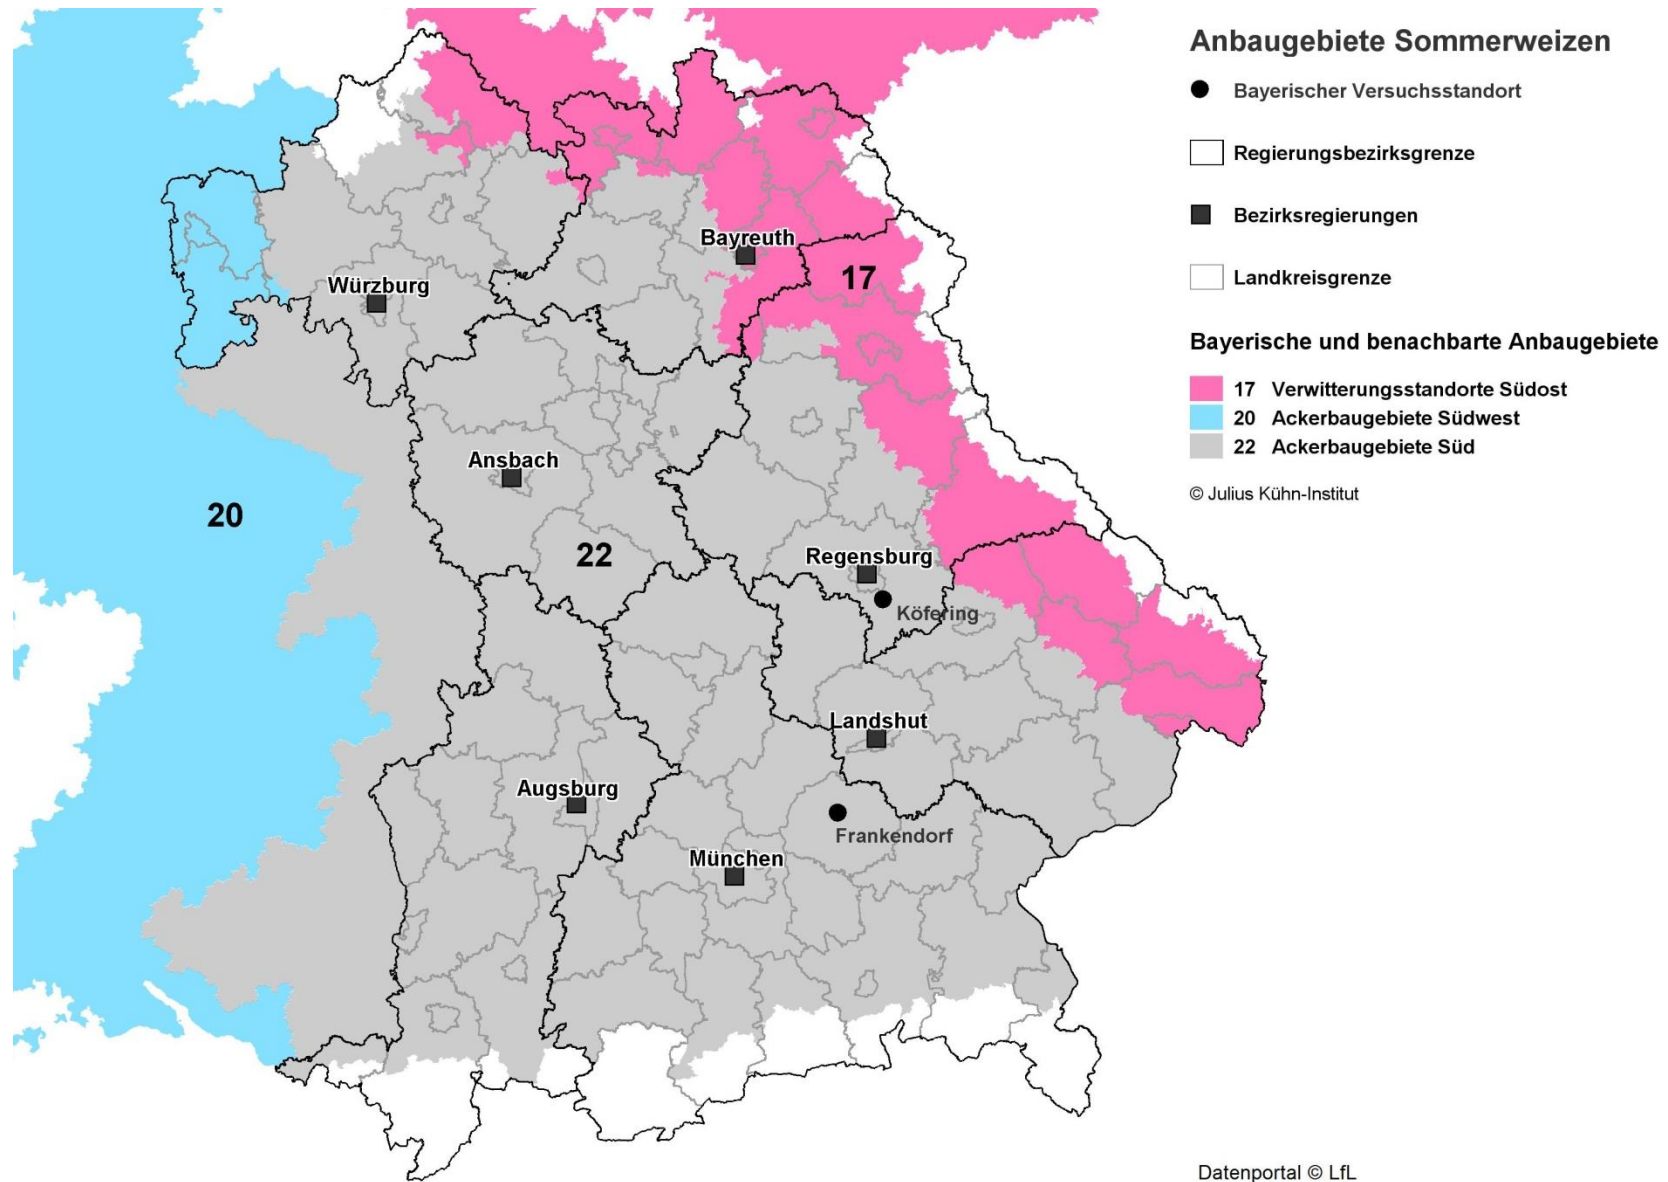 Anbaugebiete Sommerweizen
Bayerischer Versuchsstandort
Regierungsbezirksgrenze
Bezirksregierungen
Landkreisgrenze
Bayerische und benachbarte Anbaugebiete
17 Verwitterungsstandorte Südost
20 Ackerbaugebiete Südwest
22 Ackerbaugebiete Süd
© Julius Kühn-Institut
Bayreuth
17
Würzburg
Ansbach
20
22
Regensburg
Köfering
Landshut
Augsburg
Frankendorf
München
Datenportal © LfL